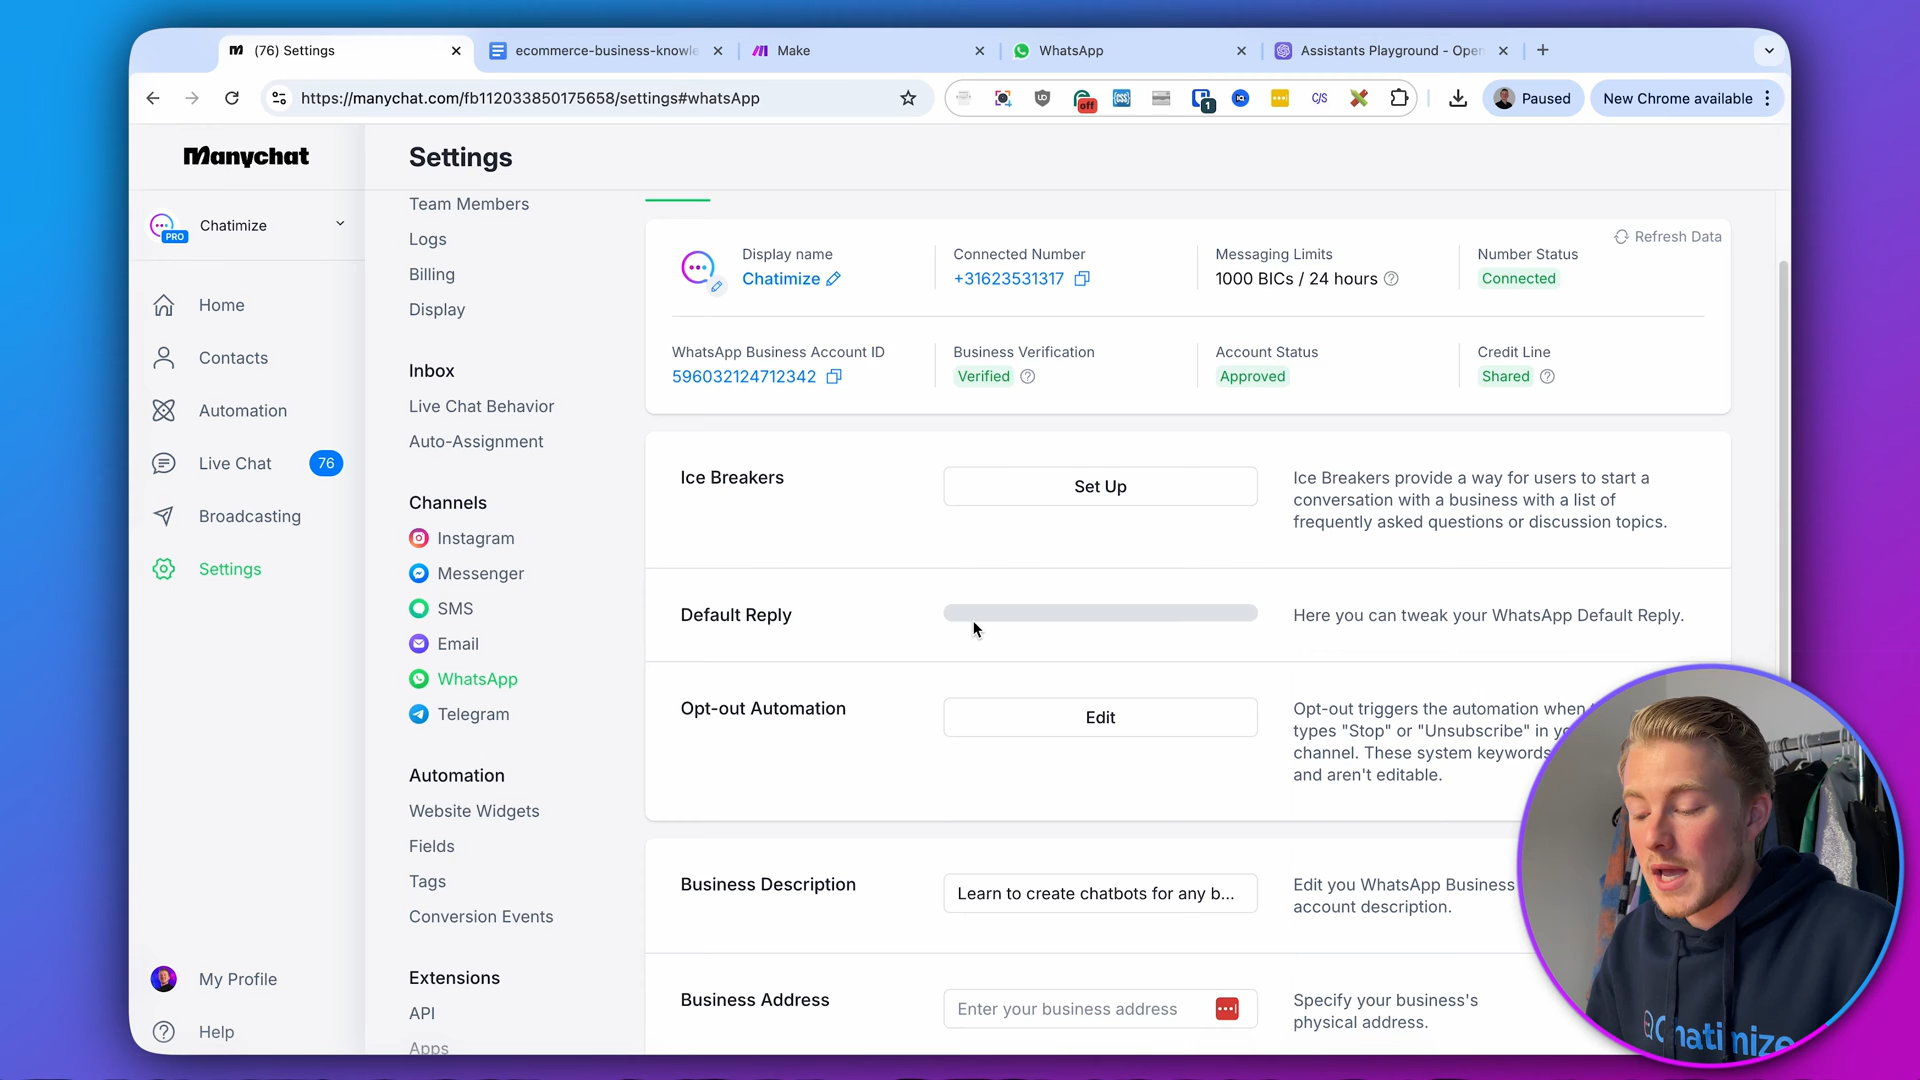 (76) Settings
ecommerce-business-knowle
Make
WhatsApp
Assistants Playground - Open
https://manychat.com/fb112033850175658/settings#whatsApp
off
1
Paused
New Chrome available
Manychat
Settings
Chatimize
PRO
Home
Contacts
Automation
Live Chat
76
Broadcasting
Settings
My Profile
Help
Team Members
Logs
Billing
Display
Inbox
Live Chat Behavior
Auto-Assignment
Channels
Instagram
Messenger
SMS
Email
WhatsApp
Telegram
Automation
Website Widgets
Fields
Tags
Conversion Events
Extensions
API
Apps
Refresh Data
Display name
Chatimize
Connected Number
+31623531317
Messaging Limits
1000 BICs / 24 hours
Number Status
Connected
WhatsApp Business Account ID
596032124712342
Business Verification
Verified
Account Status
Approved
Credit Line
Shared
Ice Breakers
Set Up
Ice Breakers provide a way for users to start a
conversation with a business with a list of
frequently asked questions or discussion topics.
Default Reply
Here you can tweak your WhatsApp Default Reply.
Opt-out Automation
Edit
Opt-out triggers the automation when
types "Stop" or "Unsubscribe" in
channel. These system keywords
and aren't editable.
Business Description
Learn to create chatbots for any b...
Edit you WhatsApp Business
account description.
Business Address
Enter your business address
Specify your business's
physical address.
Chatimize